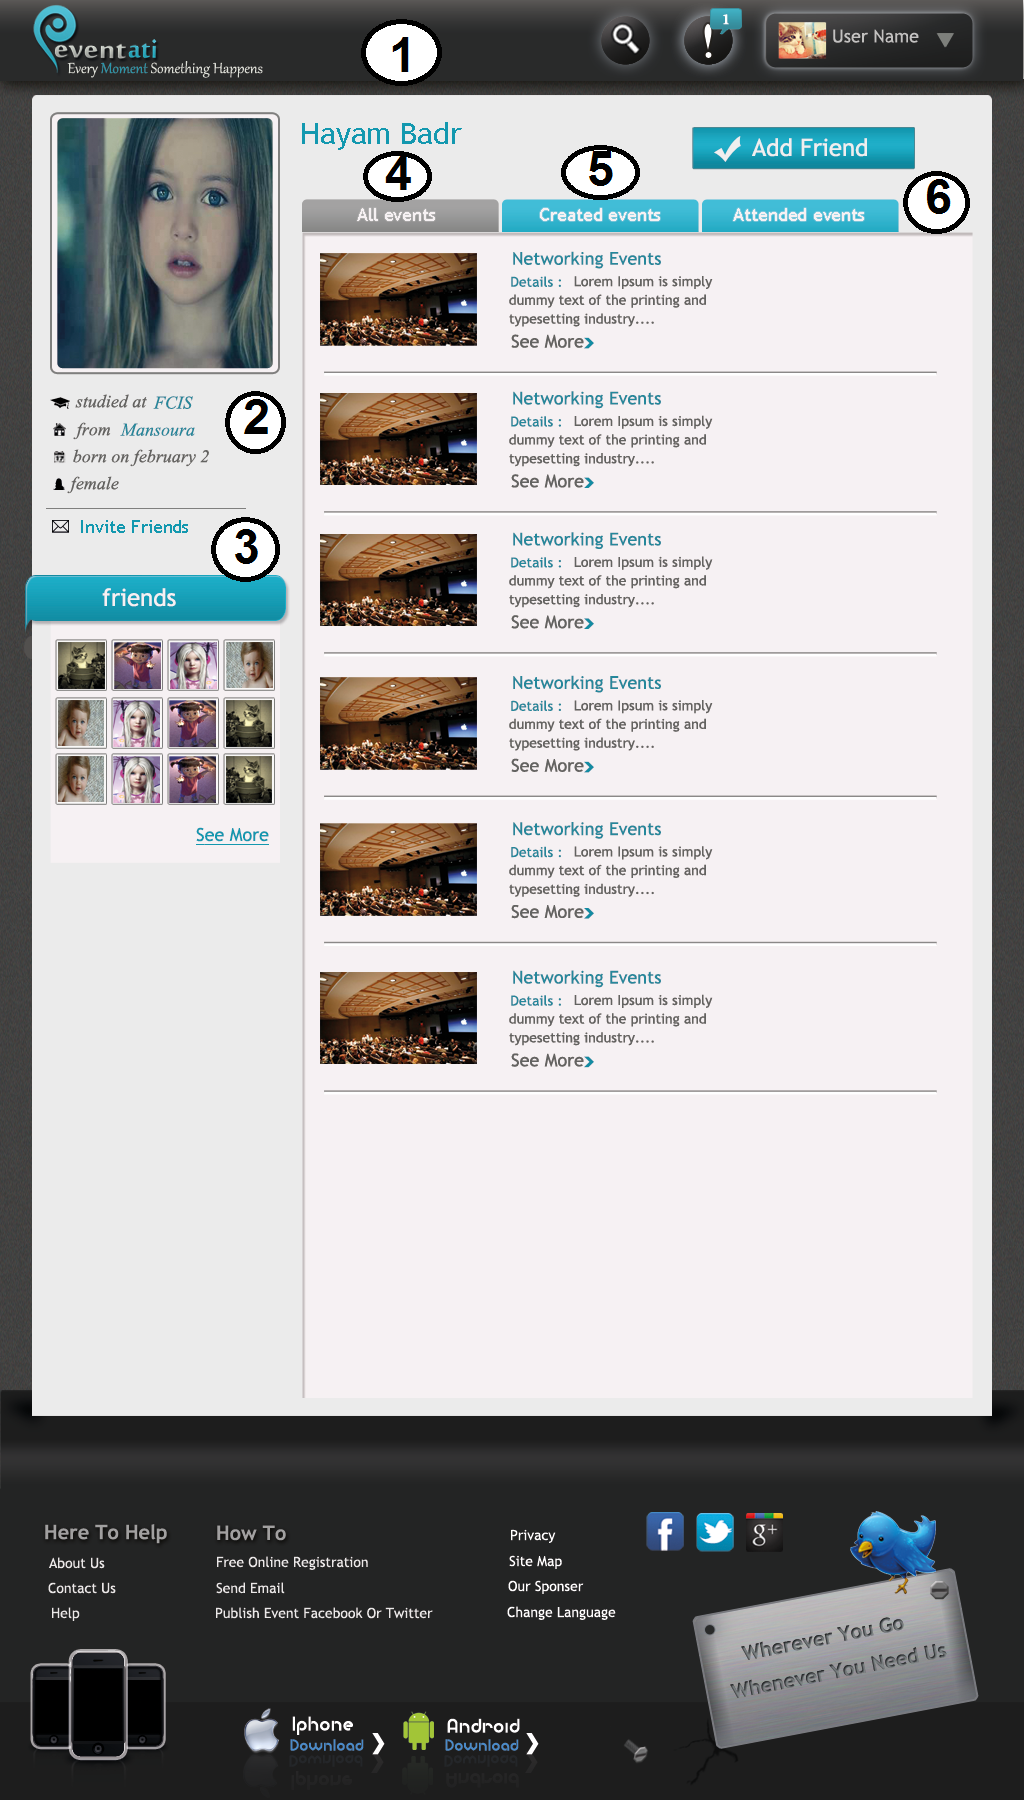 eventati
Every Moment Something Happens
1
1
User Name
Hayam Badr
Add Friend
4
5
6
All events
Created events
Attended events
studied at FCIS
from Mansoura
born on february 2
female
2
Invite Friends
3
friends
See More
Networking Events
Details : Lorem Ipsum is simply
dummy text of the printing and
typesetting industry....
See More
Networking Events
Details : Lorem Ipsum is simply
dummy text of the printing and
typesetting industry....
See More
Networking Events
Details : Lorem Ipsum is simply
dummy text of the printing and
typesetting industry....
See More
Networking Events
Details : Lorem Ipsum is simply
dummy text of the printing and
typesetting industry....
See More
Networking Events
Details : Lorem Ipsum is simply
dummy text of the printing and
typesetting industry....
See More
Networking Events
Details : Lorem Ipsum is simply
dummy text of the printing and
typesetting industry....
See More
Here To Help
About Us
Contact Us
Help
How To
Free Online Registration
Send Email
Publish Event Facebook Or Twitter
Privacy
Site Map
Our Sponser
Change Language
f
g+
Wherever You Go
Whenever You Need Us
Iphone
Download
Android
Download